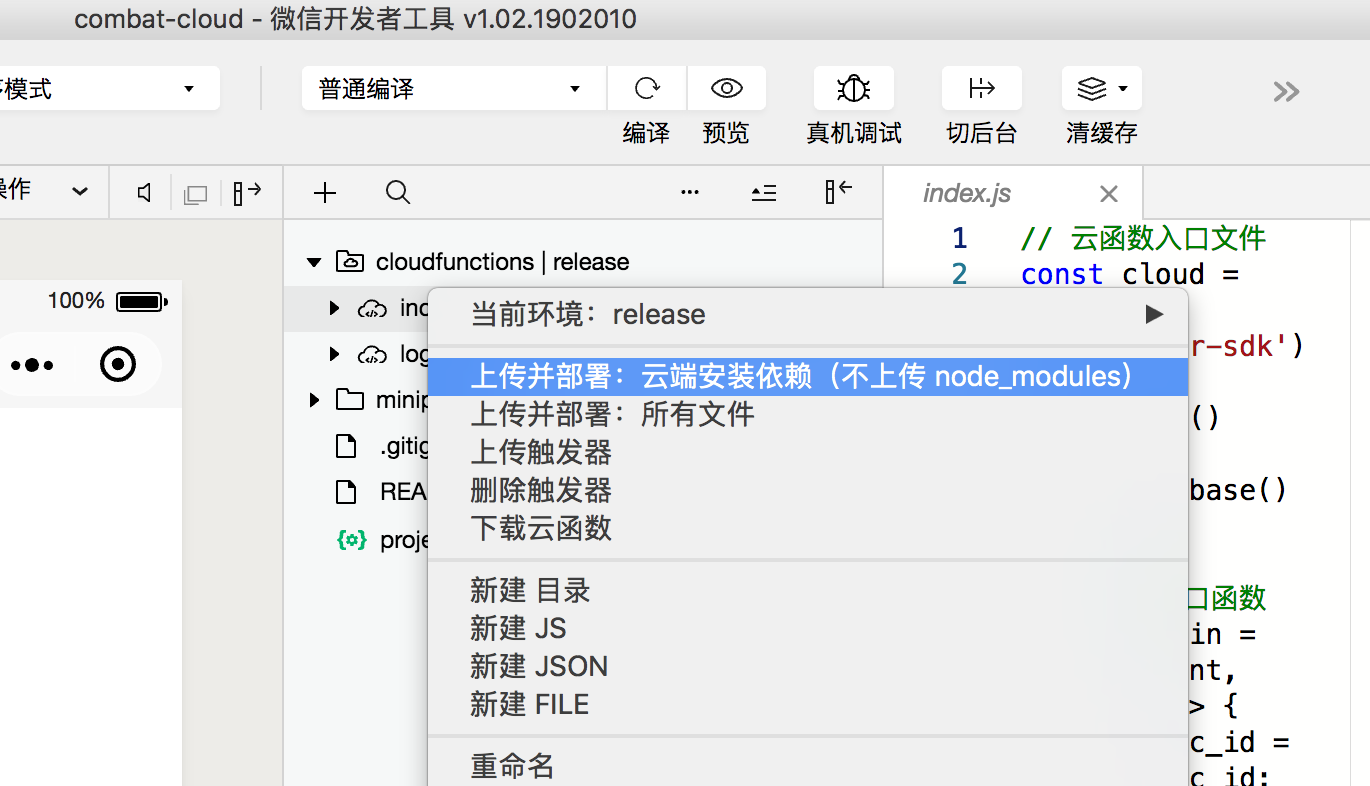 combat-cloud - 微信开发者工具 v1.02.1902010
模式
普通编译
编译
预览
真机调试
切后台
清缓存
操作
index.js
cloudfunctions | release
100%
1 // 云函数入口文件
2 const cloud =
r-sdk')
()
base()
口函数
in =
nt,
> {
c_id =
c_id;
当前环境：release
上传并部署：云端安装依赖（不上传 node_modules）
上传并部署：所有文件
上传触发器
删除触发器
下载云函数
新建 目录
新建 JS
新建 JSON
新建 FILE
重命名
inc
log
minip
.gitig
REA
proje